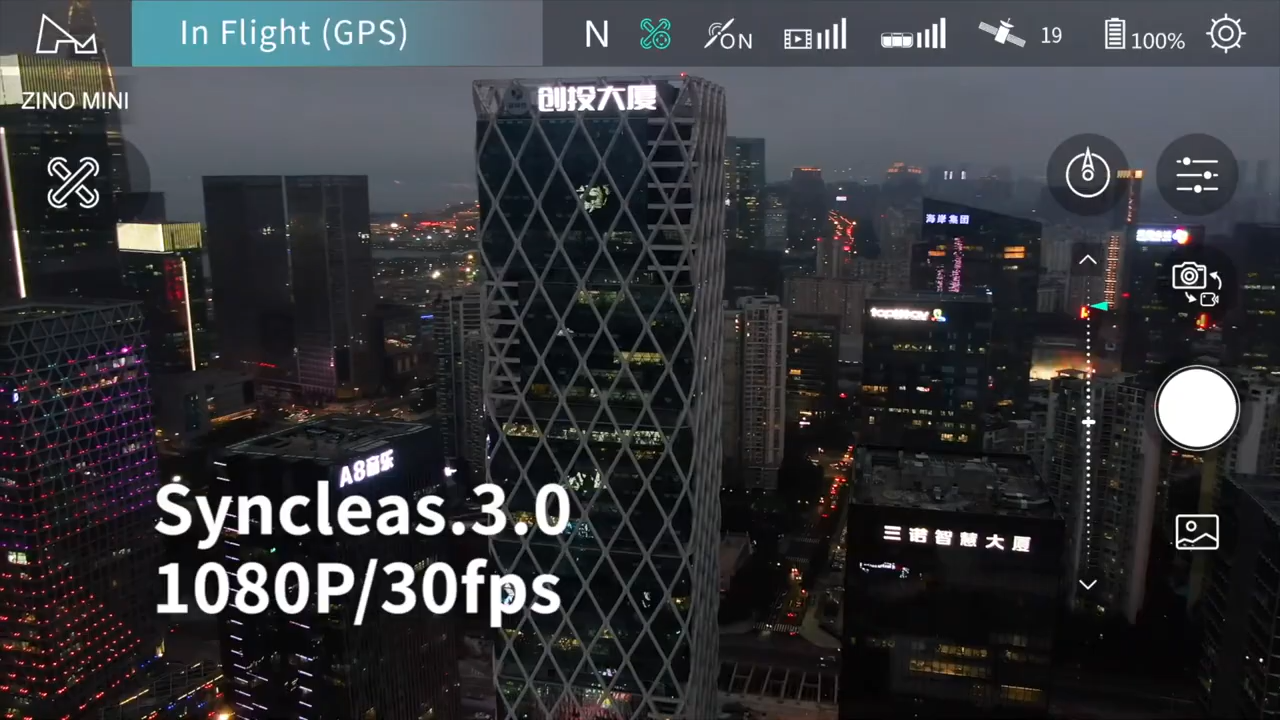 In Flight (GPS)
N
ON
19
100%
ZINO MINI
创投大厦
海岸集团
A8音乐
Syncleas.3.0
1080P/30fps
三诺智慧大厦